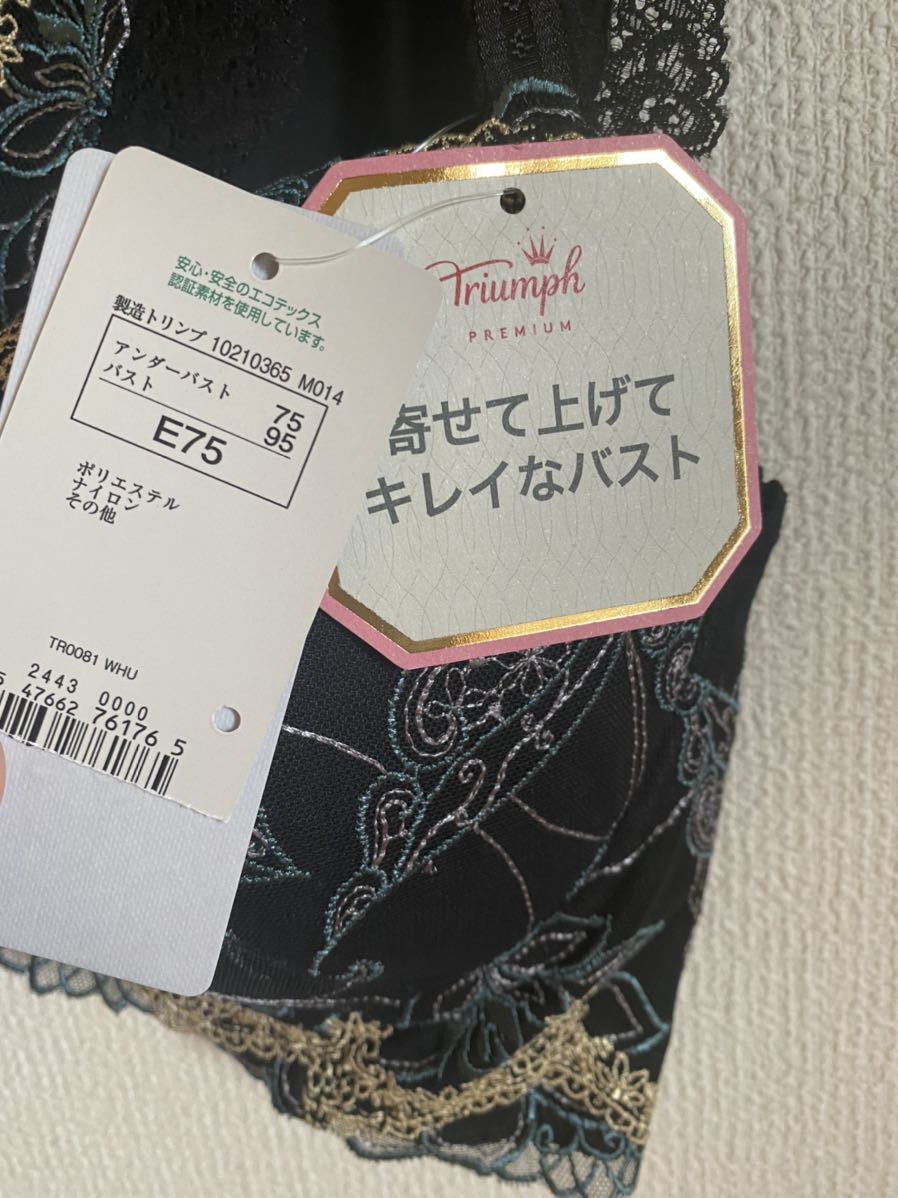 安心・安全のエコテックス
認証素材を使用しています。
製造トリンプ 10210365 M014
アンダーバスト 75
バスト 95
E75
ポリエステル
ナイロン
その他
TR0081 WHU
2443 0000
47662 76176 5
Triumph
PREMIUM
寄せて上げて
キレイなバスト